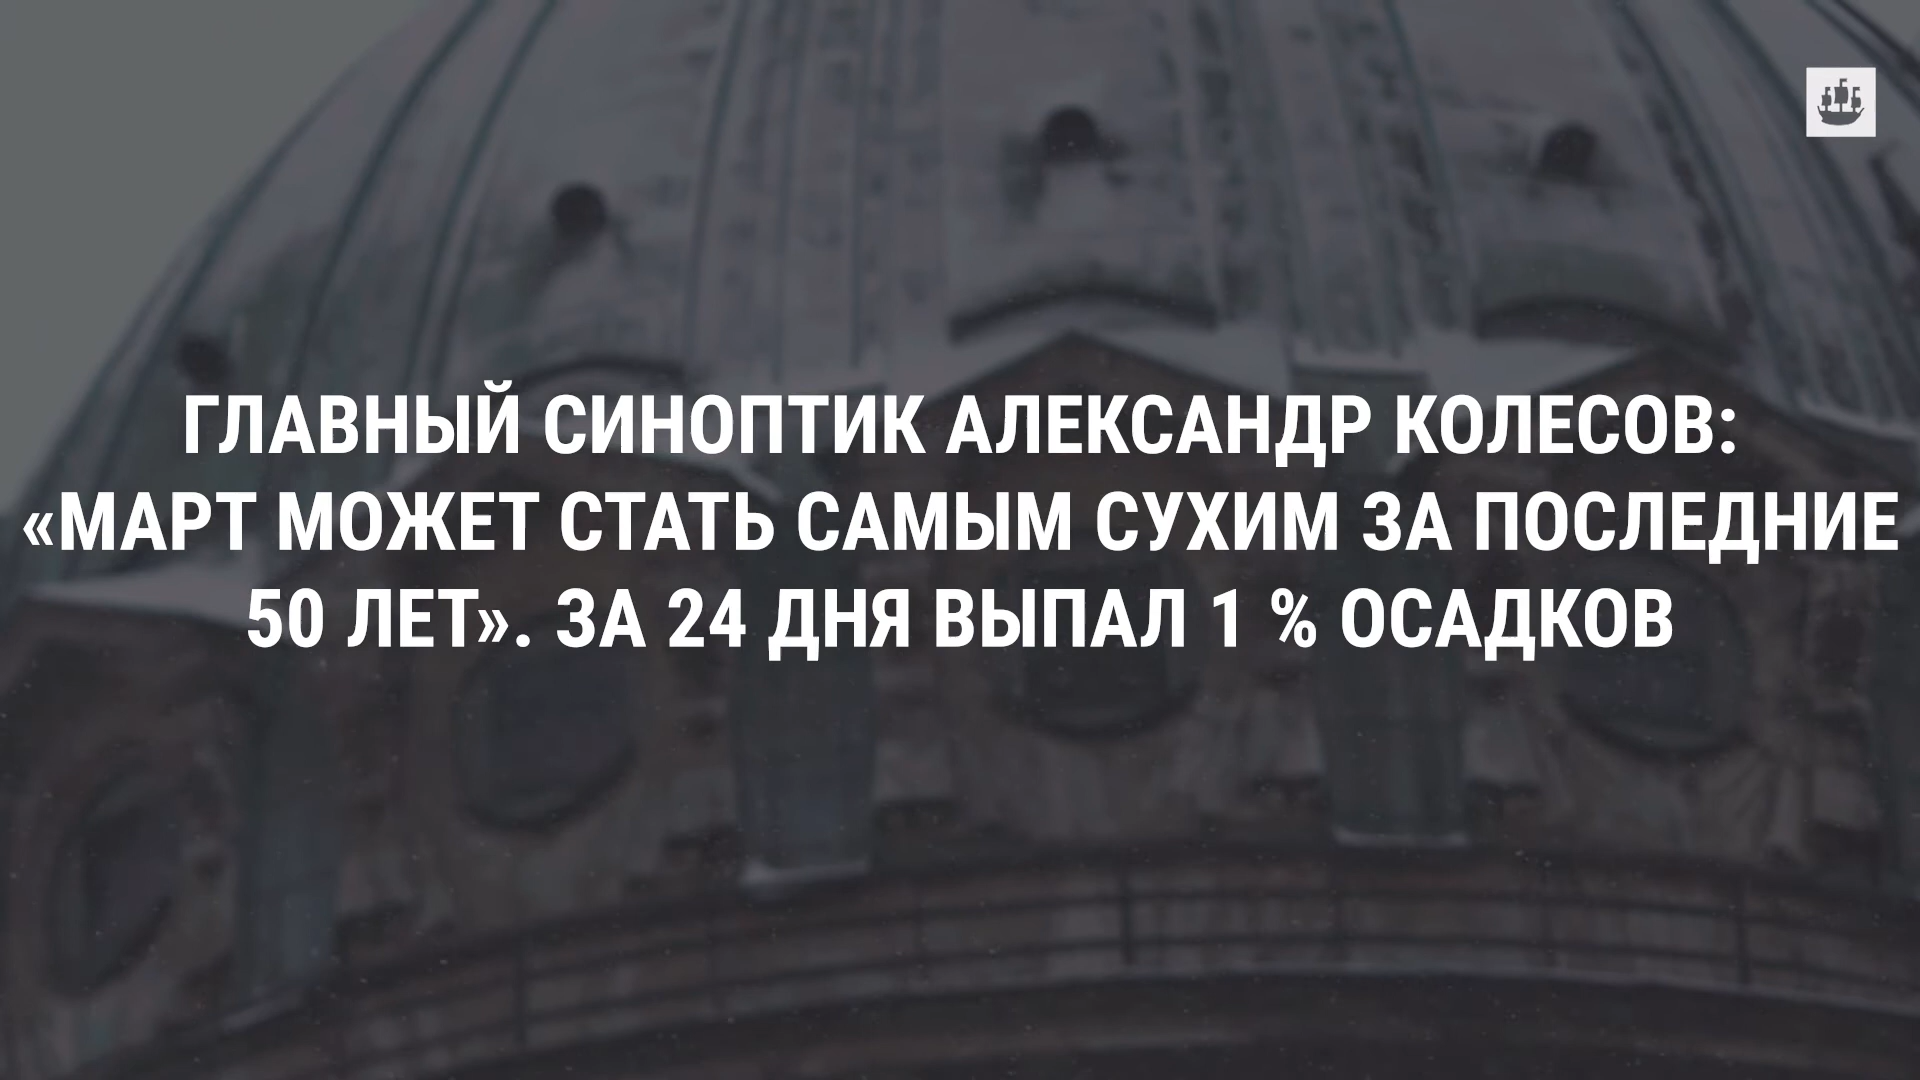 ГЛАВНЫЙ СИНОПТИК АЛЕКСАНДР КОЛЕСОВ:
«МАРТ МОЖЕТ СТАТЬ САМЫМ СУХИМ ЗА ПОСЛЕДНИЕ
50 ЛЕТ». ЗА 24 ДНЯ ВЫПАЛ 1 % ОСАДКОВ